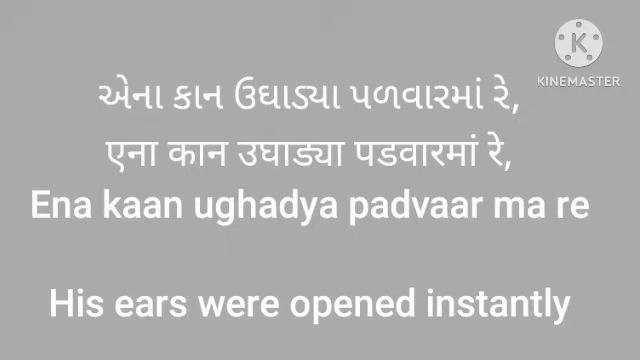 KINEMASTER
એના કાન ઉઘાડ્યા પળવારમાં રે,
एना कान उघाड्या पडवारमां रे,
Ena kaan ughadya padvaar ma re
His ears were opened instantly